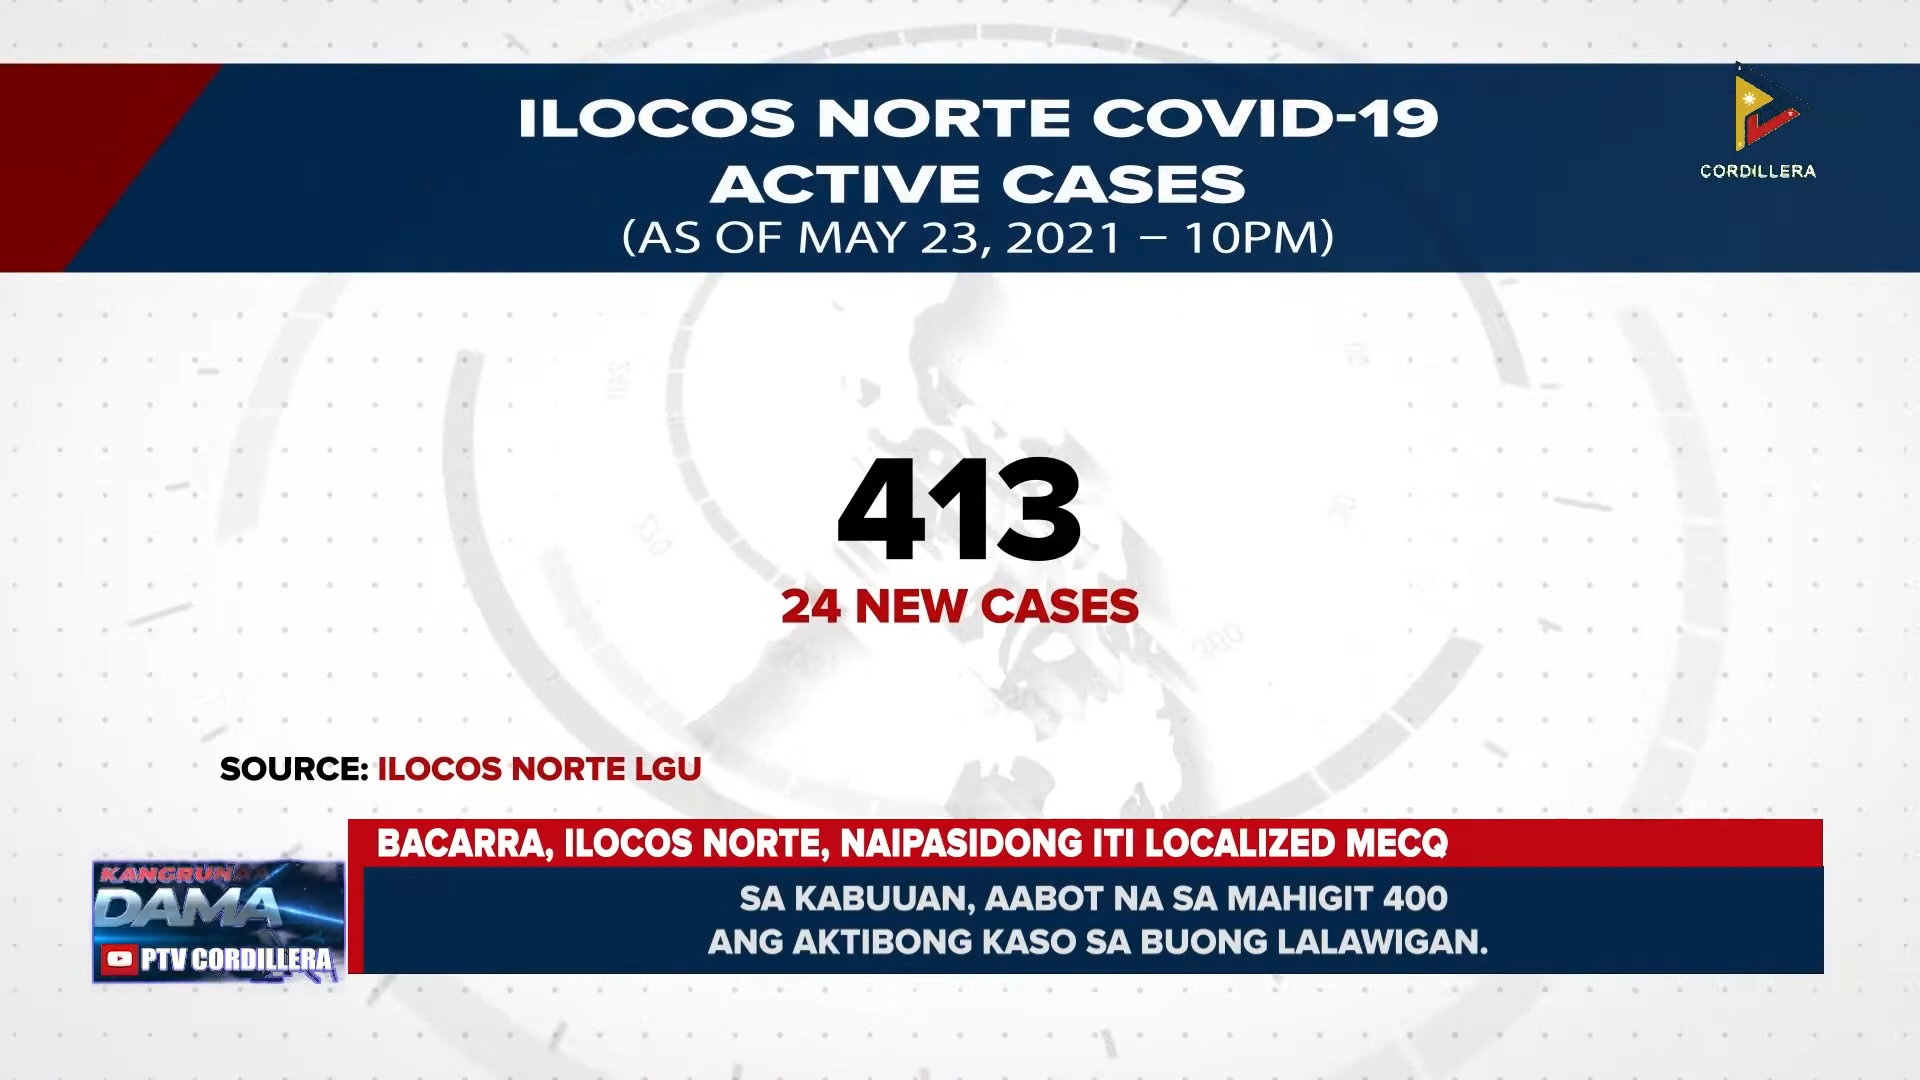 ILOCOS NORTE COVID-19
ACTIVE CASES
(AS OF MAY 23, 2021 – 10PM)
CORDILLERA
413
24 NEW CASES
SOURCE: ILOCOS NORTE LGU
BACARRA, ILOCOS NORTE, NAIPASIDONG ITI LOCALIZED MECQ
SA KABUUAN, AABOT NA SA MAHIGIT 400
ANG AKTIBONG KASO SA BUONG LALAWIGAN.
DAMA
PTV CORDILLERA